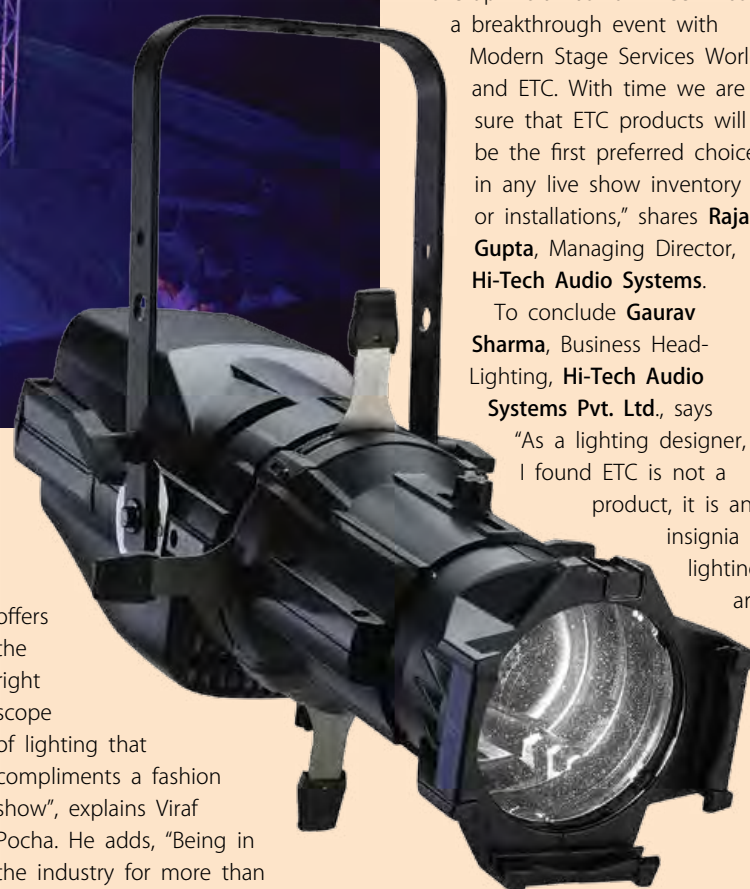 offers
the
right
scope
of lighting that
compliments a fashion
show”, explains Viraf
Pocha. He adds, “Being in
the industry for more than
a breakthrough event with
Modern Stage Services Worl
and ETC. With time we are
sure that ETC products will
be the first preferred choice
in any live show inventory
or installations,” shares Raja
Gupta, Managing Director,
Hi-Tech Audio Systems.
To conclude Gaurav
Sharma, Business Head-
Lighting, Hi-Tech Audio
Systems Pvt. Ltd., says
“As a lighting designer,
I found ETC is not a
product, it is an
insignia
lighting